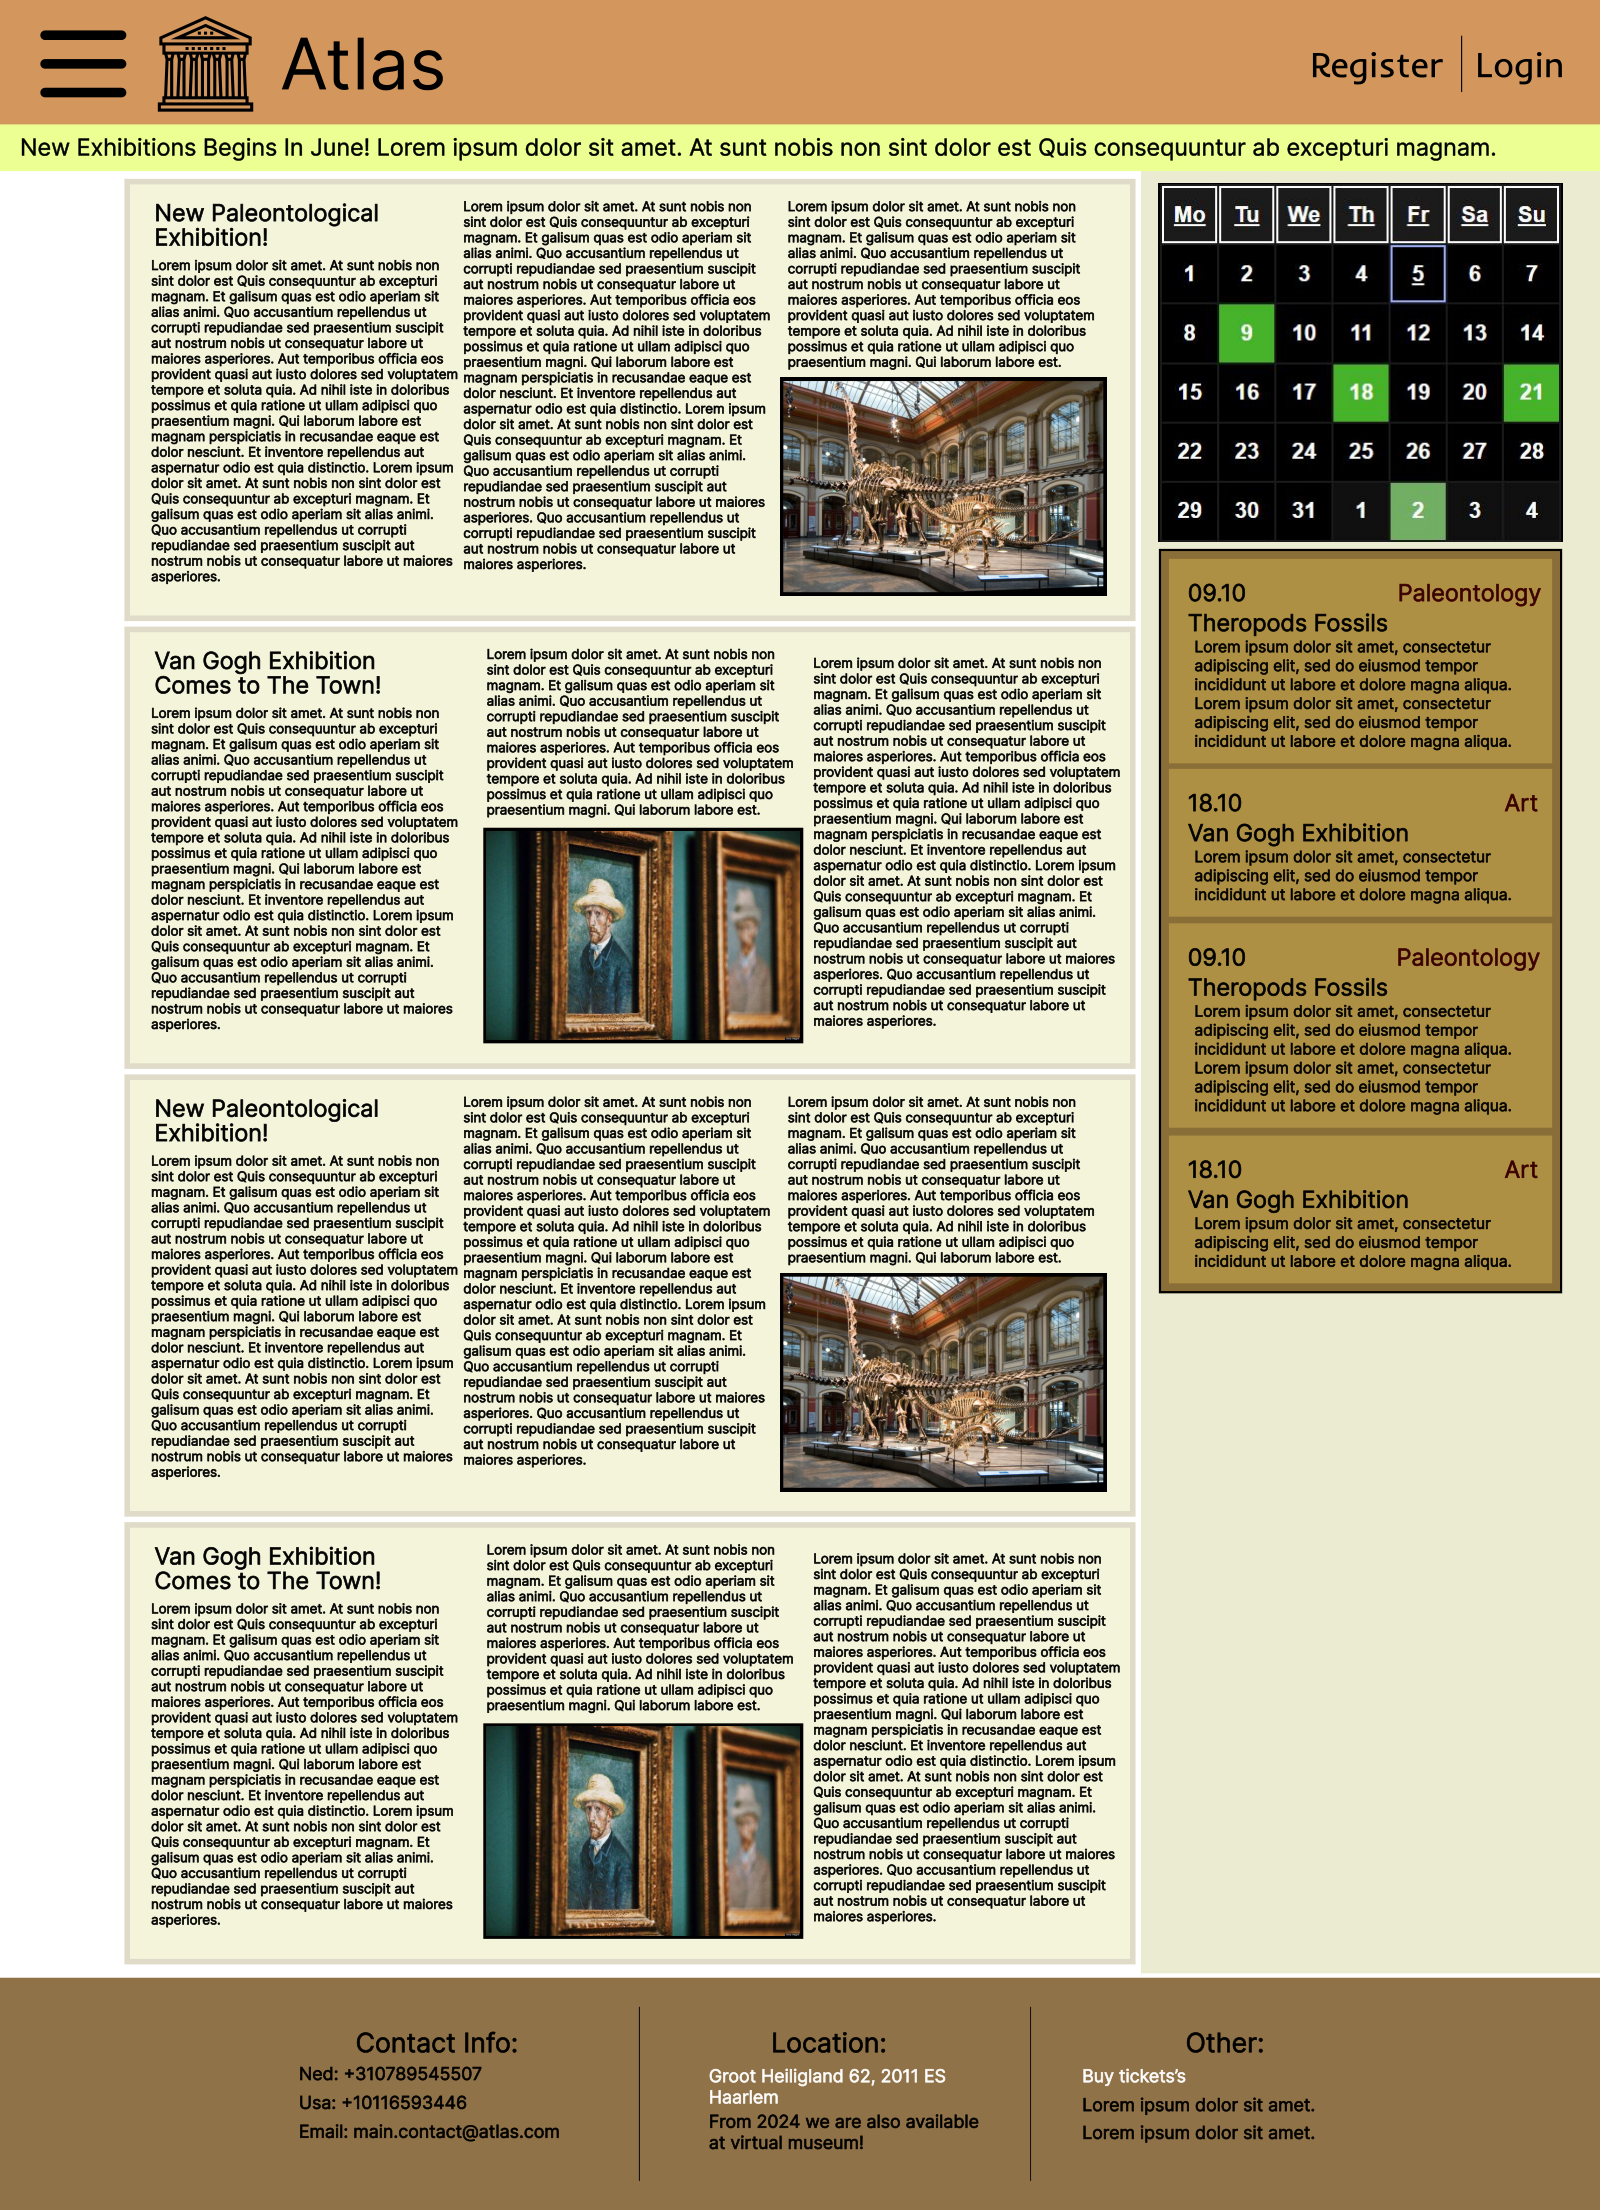 Atlas
Register
Login
New Exhibitions Begins In June! Lorem ipsum dolor sit amet. At sunt nobis non sint dolor est Quis consequuntur ab excepturi magnam.
New Paleontological
Exhibition!
Lorem ipsum dolor sit amet. At sunt nobis non
sint dolor est Quis consequuntur ab excepturi
magnam. Et galisum quas est odio aperiam sit
alias animi. Quo accusantium repellendus ut
corrupti repudiandae sed praesentium suscipit
aut nostrum nobis ut consequatur labore ut
maiores asperiores. Aut temporibus officia eos
provident quasi aut iusto dolores sed voluptatem
tempore et soluta quia. Ad nihil iste in doloribus
possimus et quia ratione ut ullam adipisci quo
praesentium magni. Qui laborum labore est
magnam perspiciatis in recusandae eaque est
dolor nesciunt. Et inventore repellendus aut
aspernatur odio est quia distinctio. Lorem ipsum
dolor sit amet. At sunt nobis non sint dolor est
Quis consequuntur ab excepturi magnam. Et
galisum quas est odio aperiam sit alias animi.
Quo accusantium repellendus ut corrupti
repudiandae sed praesentium suscipit aut
nostrum nobis ut consequatur labore ut maiores
asperiores.
Lorem ipsum dolor sit amet. At sunt nobis non
sint dolor est Quis consequuntur ab excepturi
magnam. Et galisum quas est odio aperiam sit
alias animi. Quo accusantium repellendus ut
corrupti repudiandae sed praesentium suscipit
aut nostrum nobis ut consequatur labore ut
maiores asperiores. Aut temporibus officia eos
provident quasi aut iusto dolores sed voluptatem
tempore et soluta quia. Ad nihil iste in doloribus
possimus et quia ratione ut ullam adipisci quo
praesentium magni. Qui laborum labore est
magnam perspiciatis in recusandae eaque est
dolor nesciunt. Et inventore repellendus aut
aspernatur odio est quia distinctio. Lorem ipsum
dolor sit amet. At sunt nobis non sint dolor est
Quis consequuntur ab excepturi magnam. Et
galisum quas est odio aperiam sit alias animi.
Quo accusantium repellendus ut corrupti
repudiandae sed praesentium suscipit aut
nostrum nobis ut consequatur labore ut maiores
asperiores. Quo accusantium repellendus ut
corrupti repudiandae sed praesentium suscipit
aut nostrum nobis ut consequatur labore ut
maiores asperiores.
Lorem ipsum dolor sit amet. At sunt nobis non
sint dolor est Quis consequuntur ab excepturi
magnam. Et galisum quas est odio aperiam sit
alias animi. Quo accusantium repellendus ut
corrupti repudiandae sed praesentium suscipit
aut nostrum nobis ut consequatur labore ut
maiores asperiores. Aut temporibus officia eos
provident quasi aut iusto dolores sed voluptatem
tempore et soluta quia. Ad nihil iste in doloribus
possimus et quia ratione ut ullam adipisci quo
praesentium magni. Qui laborum labore est.
Van Gogh Exhibition
Comes to The Town!
Lorem ipsum dolor sit amet. At sunt nobis non
sint dolor est Quis consequuntur ab excepturi
magnam. Et galisum quas est odio aperiam sit
alias animi. Quo accusantium repellendus ut
corrupti repudiandae sed praesentium suscipit
aut nostrum nobis ut consequatur labore ut
maiores asperiores. Aut temporibus officia eos
provident quasi aut iusto dolores sed voluptatem
tempore et soluta quia. Ad nihil iste in doloribus
possimus et quia ratione ut ullam adipisci quo
praesentium magni. Qui laborum labore est
magnam perspiciatis in recusandae eaque est
dolor nesciunt. Et inventore repellendus aut
aspernatur odio est quia distinctio. Lorem ipsum
dolor sit amet. At sunt nobis non sint dolor est
Quis consequuntur ab excepturi magnam. Et
galisum quas est odio aperiam sit alias animi.
Quo accusantium repellendus ut corrupti
repudiandae sed praesentium suscipit aut
nostrum nobis ut consequatur labore ut maiores
asperiores.
Lorem ipsum dolor sit amet. At sunt nobis non
sint dolor est Quis consequuntur ab excepturi
magnam. Et galisum quas est odio aperiam sit
alias animi. Quo accusantium repellendus ut
corrupti repudiandae sed praesentium suscipit
aut nostrum nobis ut consequatur labore ut
maiores asperiores. Aut temporibus officia eos
provident quasi aut iusto dolores sed voluptatem
tempore et soluta quia. Ad nihil iste in doloribus
possimus et quia ratione ut ullam adipisci quo
praesentium magni. Qui laborum labore est.
Lorem ipsum dolor sit amet. At sunt nobis non
sint dolor est Quis consequuntur ab excepturi
magnam. Et galisum quas est odio aperiam sit
alias animi. Quo accusantium repellendus ut
corrupti repudiandae sed praesentium suscipit
aut nostrum nobis ut consequatur labore ut
maiores asperiores. Aut temporibus officia eos
provident quasi aut iusto dolores sed voluptatem
tempore et soluta quia. Ad nihil iste in doloribus
possimus et quia ratione ut ullam adipisci quo
praesentium magni. Qui laborum labore est
magnam perspiciatis in recusandae eaque est
dolor nesciunt. Et inventore repellendus aut
aspernatur odio est quia distinctio. Lorem ipsum
dolor sit amet. At sunt nobis non sint dolor est
Quis consequuntur ab excepturi magnam. Et
galisum quas est odio aperiam sit alias animi.
Quo accusantium repellendus ut corrupti
repudiandae sed praesentium suscipit aut
nostrum nobis ut consequatur labore ut maiores
asperiores. Quo accusantium repellendus ut
corrupti repudiandae sed praesentium suscipit
aut nostrum nobis ut consequatur labore ut
maiores asperiores.
New Paleontological
Exhibition!
Lorem ipsum dolor sit amet. At sunt nobis non
sint dolor est Quis consequuntur ab excepturi
magnam. Et galisum quas est odio aperiam sit
alias animi. Quo accusantium repellendus ut
corrupti repudiandae sed praesentium suscipit
aut nostrum nobis ut consequatur labore ut
maiores asperiores. Aut temporibus officia eos
provident quasi aut iusto dolores sed voluptatem
tempore et soluta quia. Ad nihil iste in doloribus
possimus et quia ratione ut ullam adipisci quo
praesentium magni. Qui laborum labore est
magnam perspiciatis in recusandae eaque est
dolor nesciunt. Et inventore repellendus aut
aspernatur odio est quia distinctio. Lorem ipsum
dolor sit amet. At sunt nobis non sint dolor est
Quis consequuntur ab excepturi magnam. Et
galisum quas est odio aperiam sit alias animi.
Quo accusantium repellendus ut corrupti
repudiandae sed praesentium suscipit aut
nostrum nobis ut consequatur labore ut maiores
asperiores.
Lorem ipsum dolor sit amet. At sunt nobis non
sint dolor est Quis consequuntur ab excepturi
magnam. Et galisum quas est odio aperiam sit
alias animi. Quo accusantium repellendus ut
corrupti repudiandae sed praesentium suscipit
aut nostrum nobis ut consequatur labore ut
maiores asperiores. Aut temporibus officia eos
provident quasi aut iusto dolores sed voluptatem
tempore et soluta quia. Ad nihil iste in doloribus
possimus et quia ratione ut ullam adipisci quo
praesentium magni. Qui laborum labore est
magnam perspiciatis in recusandae eaque est
dolor nesciunt. Et inventore repellendus aut
aspernatur odio est quia distinctio. Lorem ipsum
dolor sit amet. At sunt nobis non sint dolor est
Quis consequuntur ab excepturi magnam. Et
galisum quas est odio aperiam sit alias animi.
Quo accusantium repellendus ut corrupti
repudiandae sed praesentium suscipit aut
nostrum nobis ut consequatur labore ut maiores
asperiores. Quo accusantium repellendus ut
corrupti repudiandae sed praesentium suscipit
aut nostrum nobis ut consequatur labore ut
maiores asperiores.
Lorem ipsum dolor sit amet. At sunt nobis non
sint dolor est Quis consequuntur ab excepturi
magnam. Et galisum quas est odio aperiam sit
alias animi. Quo accusantium repellendus ut
corrupti repudiandae sed praesentium suscipit
aut nostrum nobis ut consequatur labore ut
maiores asperiores. Aut temporibus officia eos
provident quasi aut iusto dolores sed voluptatem
tempore et soluta quia. Ad nihil iste in doloribus
possimus et quia ratione ut ullam adipisci quo
praesentium magni. Qui laborum labore est.
Van Gogh Exhibition
Comes to The Town!
Lorem ipsum dolor sit amet. At sunt nobis non
sint dolor est Quis consequuntur ab excepturi
magnam. Et galisum quas est odio aperiam sit
alias animi. Quo accusantium repellendus ut
corrupti repudiandae sed praesentium suscipit
aut nostrum nobis ut consequatur labore ut
maiores asperiores. Aut temporibus officia eos
provident quasi aut iusto dolores sed voluptatem
tempore et soluta quia. Ad nihil iste in doloribus
possimus et quia ratione ut ullam adipisci quo
praesentium magni. Qui laborum labore est
magnam perspiciatis in recusandae eaque est
dolor nesciunt. Et inventore repellendus aut
aspernatur odio est quia distinctio. Lorem ipsum
dolor sit amet. At sunt nobis non sint dolor est
Quis consequuntur ab excepturi magnam. Et
galisum quas est odio aperiam sit alias animi.
Quo accusantium repellendus ut corrupti
repudiandae sed praesentium suscipit aut
nostrum nobis ut consequatur labore ut maiores
asperiores.
Lorem ipsum dolor sit amet. At sunt nobis non
sint dolor est Quis consequuntur ab excepturi
magnam. Et galisum quas est odio aperiam sit
alias animi. Quo accusantium repellendus ut
corrupti repudiandae sed praesentium suscipit
aut nostrum nobis ut consequatur labore ut
maiores asperiores. Aut temporibus officia eos
provident quasi aut iusto dolores sed voluptatem
tempore et soluta quia. Ad nihil iste in doloribus
possimus et quia ratione ut ullam adipisci quo
praesentium magni. Qui laborum labore est.
Lorem ipsum dolor sit amet. At sunt nobis non
sint dolor est Quis consequuntur ab excepturi
magnam. Et galisum quas est odio aperiam sit
alias animi. Quo accusantium repellendus ut
corrupti repudiandae sed praesentium suscipit
aut nostrum nobis ut consequatur labore ut
maiores asperiores. Aut temporibus officia eos
provident quasi aut iusto dolores sed voluptatem
tempore et soluta quia. Ad nihil iste in doloribus
possimus et quia ratione ut ullam adipisci quo
praesentium magni. Qui laborum labore est
magnam perspiciatis in recusandae eaque est
dolor nesciunt. Et inventore repellendus aut
aspernatur odio est quia distinctio. Lorem ipsum
dolor sit amet. At sunt nobis non sint dolor est
Quis consequuntur ab excepturi magnam. Et
galisum quas est odio aperiam sit alias animi.
Quo accusantium repellendus ut corrupti
repudiandae sed praesentium suscipit aut
nostrum nobis ut consequatur labore ut maiores
asperiores. Quo accusantium repellendus ut
corrupti repudiandae sed praesentium suscipit
aut nostrum nobis ut consequatur labore ut
maiores asperiores.
Mo Tu We Th Fr Sa Su
1 2 3 4 5 6 7
8 9 10 11 12 13 14
15 16 17 18 19 20 21
22 23 24 25 26 27 28
29 30 31 1 2 3 4
09.10 Paleontology
Theropods Fossils
Lorem ipsum dolor sit amet, consectetur
adipiscing elit, sed do eiusmod tempor
incididunt ut labore et dolore magna aliqua.
Lorem ipsum dolor sit amet, consectetur
adipiscing elit, sed do eiusmod tempor
incididunt ut labore et dolore magna aliqua.
18.10 Art
Van Gogh Exhibition
Lorem ipsum dolor sit amet, consectetur
adipiscing elit, sed do eiusmod tempor
incididunt ut labore et dolore magna aliqua.
09.10 Paleontology
Theropods Fossils
Lorem ipsum dolor sit amet, consectetur
adipiscing elit, sed do eiusmod tempor
incididunt ut labore et dolore magna aliqua.
Lorem ipsum dolor sit amet, consectetur
adipiscing elit, sed do eiusmod tempor
incididunt ut labore et dolore magna aliqua.
18.10 Art
Van Gogh Exhibition
Lorem ipsum dolor sit amet, consectetur
adipiscing elit, sed do eiusmod tempor
incididunt ut labore et dolore magna aliqua.
Contact Info:
Ned: +310789545507
Usa: +10116593446
Email: main.contact@atlas.com
Location:
Groot Heiligland 62, 2011 ES
Haarlem
From 2024 we are also available
at virtual museum!
Other:
Buy tickets’s
Lorem ipsum dolor sit amet.
Lorem ipsum dolor sit amet.